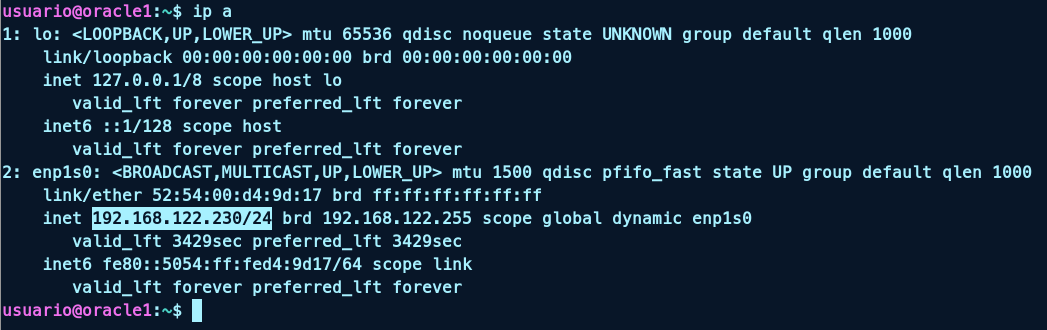 usuario@oracle1:~$ ip a
1: lo: <LOOPBACK,UP,LOWER_UP> mtu 65536 qdisc noqueue state UNKNOWN group default qlen 1000
    link/loopback 00:00:00:00:00:00 brd 00:00:00:00:00:00
    inet 127.0.0.1/8 scope host lo
       valid_lft forever preferred_lft forever
    inet6 ::1/128 scope host
       valid_lft forever preferred_lft forever
2: enp1s0: <BROADCAST,MULTICAST,UP,LOWER_UP> mtu 1500 qdisc pfifo_fast state UP group default qlen 1000
    link/ether 52:54:00:d4:9d:17 brd ff:ff:ff:ff:ff:ff
    inet 192.168.122.230/24 brd 192.168.122.255 scope global dynamic enp1s0
       valid_lft 3429sec preferred_lft 3429sec
    inet6 fe80::5054:ff:fed4:9d17/64 scope link
       valid_lft forever preferred_lft forever
usuario@oracle1:~$